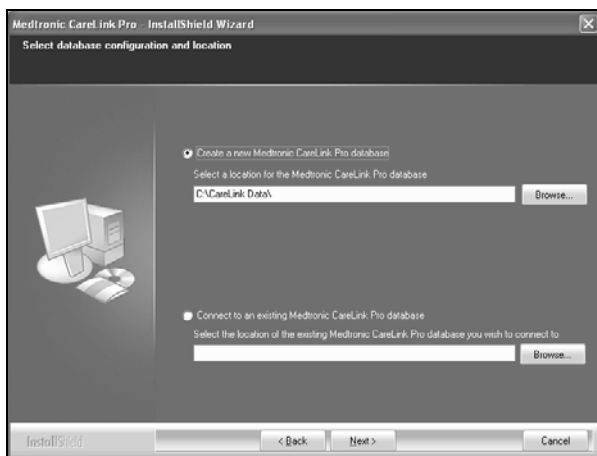 Medtronic CareLink Pro - InstallShield Wizard
Select database configuration and location
Create a new Medtronic CareLink Pro database
Select a location for the Medtronic CareLink Pro database
C:\CareLink Data\
Browse...
Connect to an existing Medtronic CareLink Pro database
Select the location of the existing Medtronic CareLink Pro database you wish to connect to
Browse...
InstallShield
< Back
Next >
Cancel